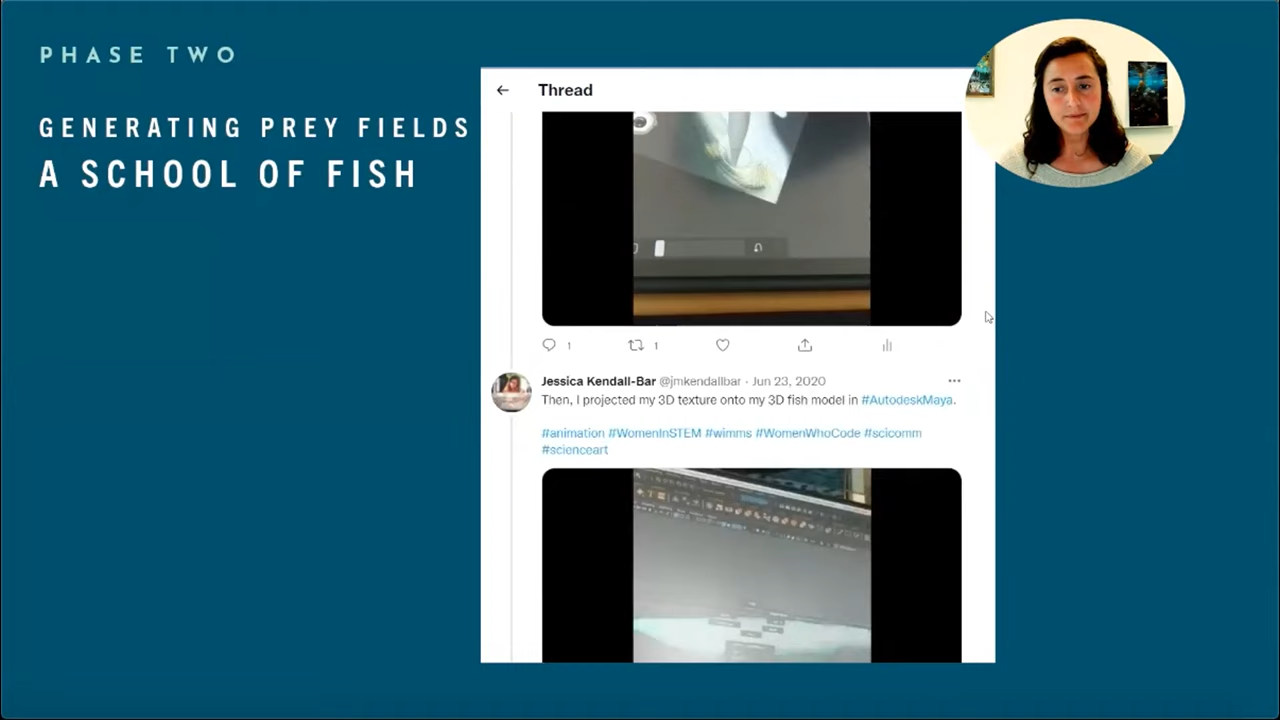 PHASE TWO
GENERATING PREY FIELDS
A SCHOOL OF FISH
Thread
1
1
Jessica Kendall-Bar @jmkendallbar · Jun 23, 2020
Then, I projected my 3D texture onto my 3D fish model in #AutodeskMaya.
#animation #WomenInSTEM #wimms #WomenWhoCode #scicomm
#scienceart